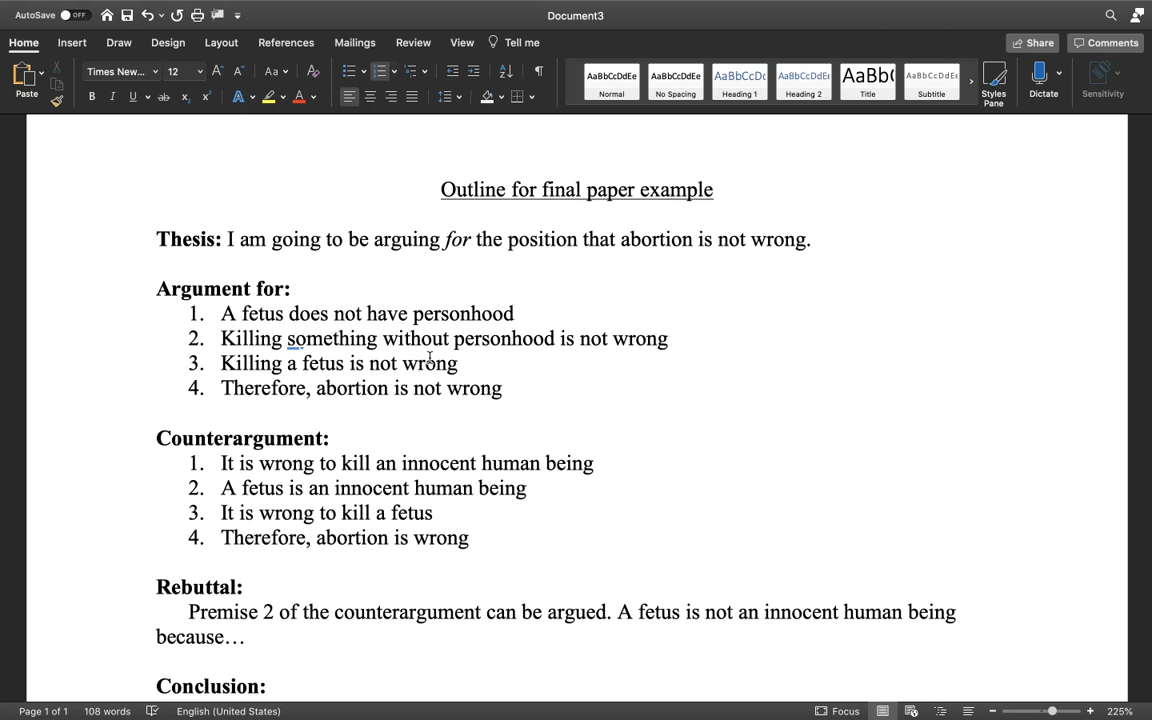 AutoSave OFF Document3
Home Insert Draw Design Layout References Mailings Review View Tell me Share Comments
Paste Times New... 12 Aa AaBbCcDdEe AaBbCcDdEe AaBbCcDc AaBbCcDdEe AaBb( AaBbCcDdEe Styles Pane Dictate Sensitivity
B I U ab x₂ x² A A Normal No Spacing Heading 1 Heading 2 Title Subtitle
Outline for final paper example
Thesis: I am going to be arguing for the position that abortion is not wrong.
Argument for:
1. A fetus does not have personhood
2. Killing something without personhood is not wrong
3. Killing a fetus is not wrong
4. Therefore, abortion is not wrong
Counterargument:
1. It is wrong to kill an innocent human being
2. A fetus is an innocent human being
3. It is wrong to kill a fetus
4. Therefore, abortion is wrong
Rebuttal:
Premise 2 of the counterargument can be argued. A fetus is not an innocent human being
because…
Conclusion:
Page 1 of 1 108 words English (United States) Focus 225%